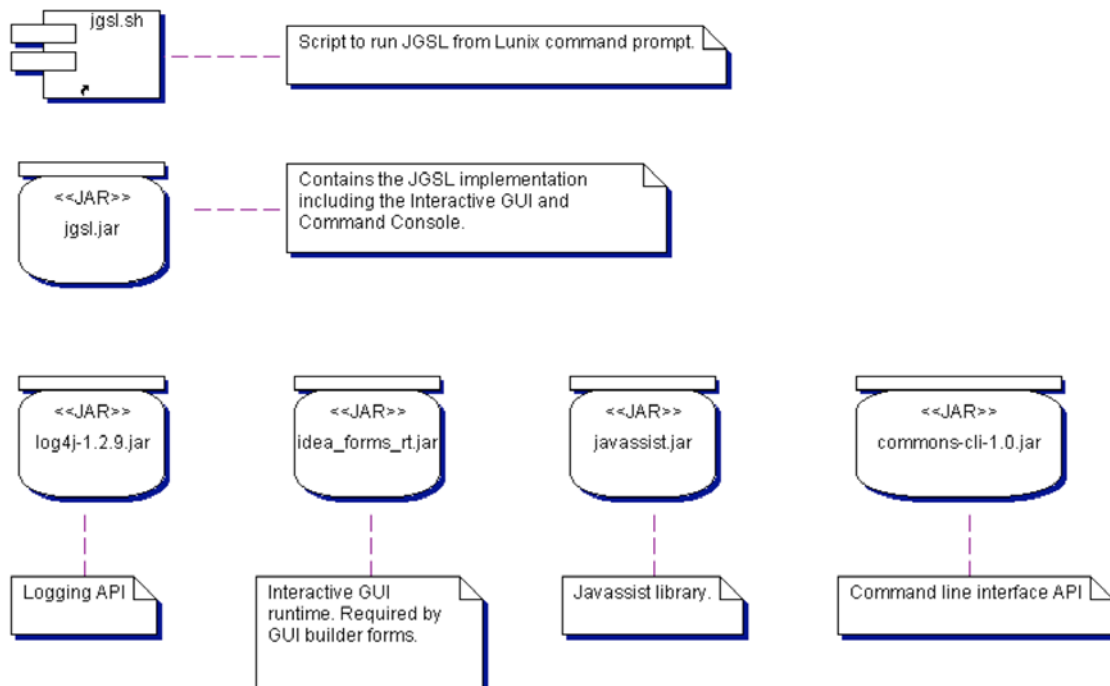 jgsl.sh
Script to run JGSL from Lunix command prompt.
<<JAR>>
jgsl.jar
Contains the JGSL implementation
including the Interactive GUI and
Command Console.
<<JAR>>
log4j-1.2.9.jar
<<JAR>>
idea_forms_rt.jar
<<JAR>>
javassist.jar
<<JAR>>
commons-cli-1.0.jar
Logging API
Interactive GUI
runtime. Required by
GUI builder forms.
Javassist library.
Command line interface API